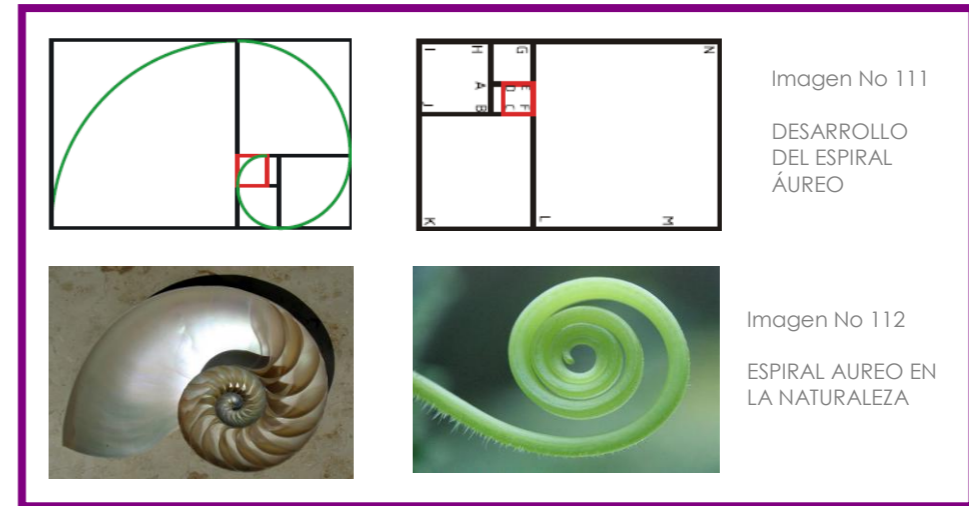 I H G N
A E
D
B C F
J
K L M
Imagen No 111
DESARROLLO
DEL ESPIRAL
ÁUREO
Imagen No 112
ESPIRAL AUREO EN
LA NATURALEZA